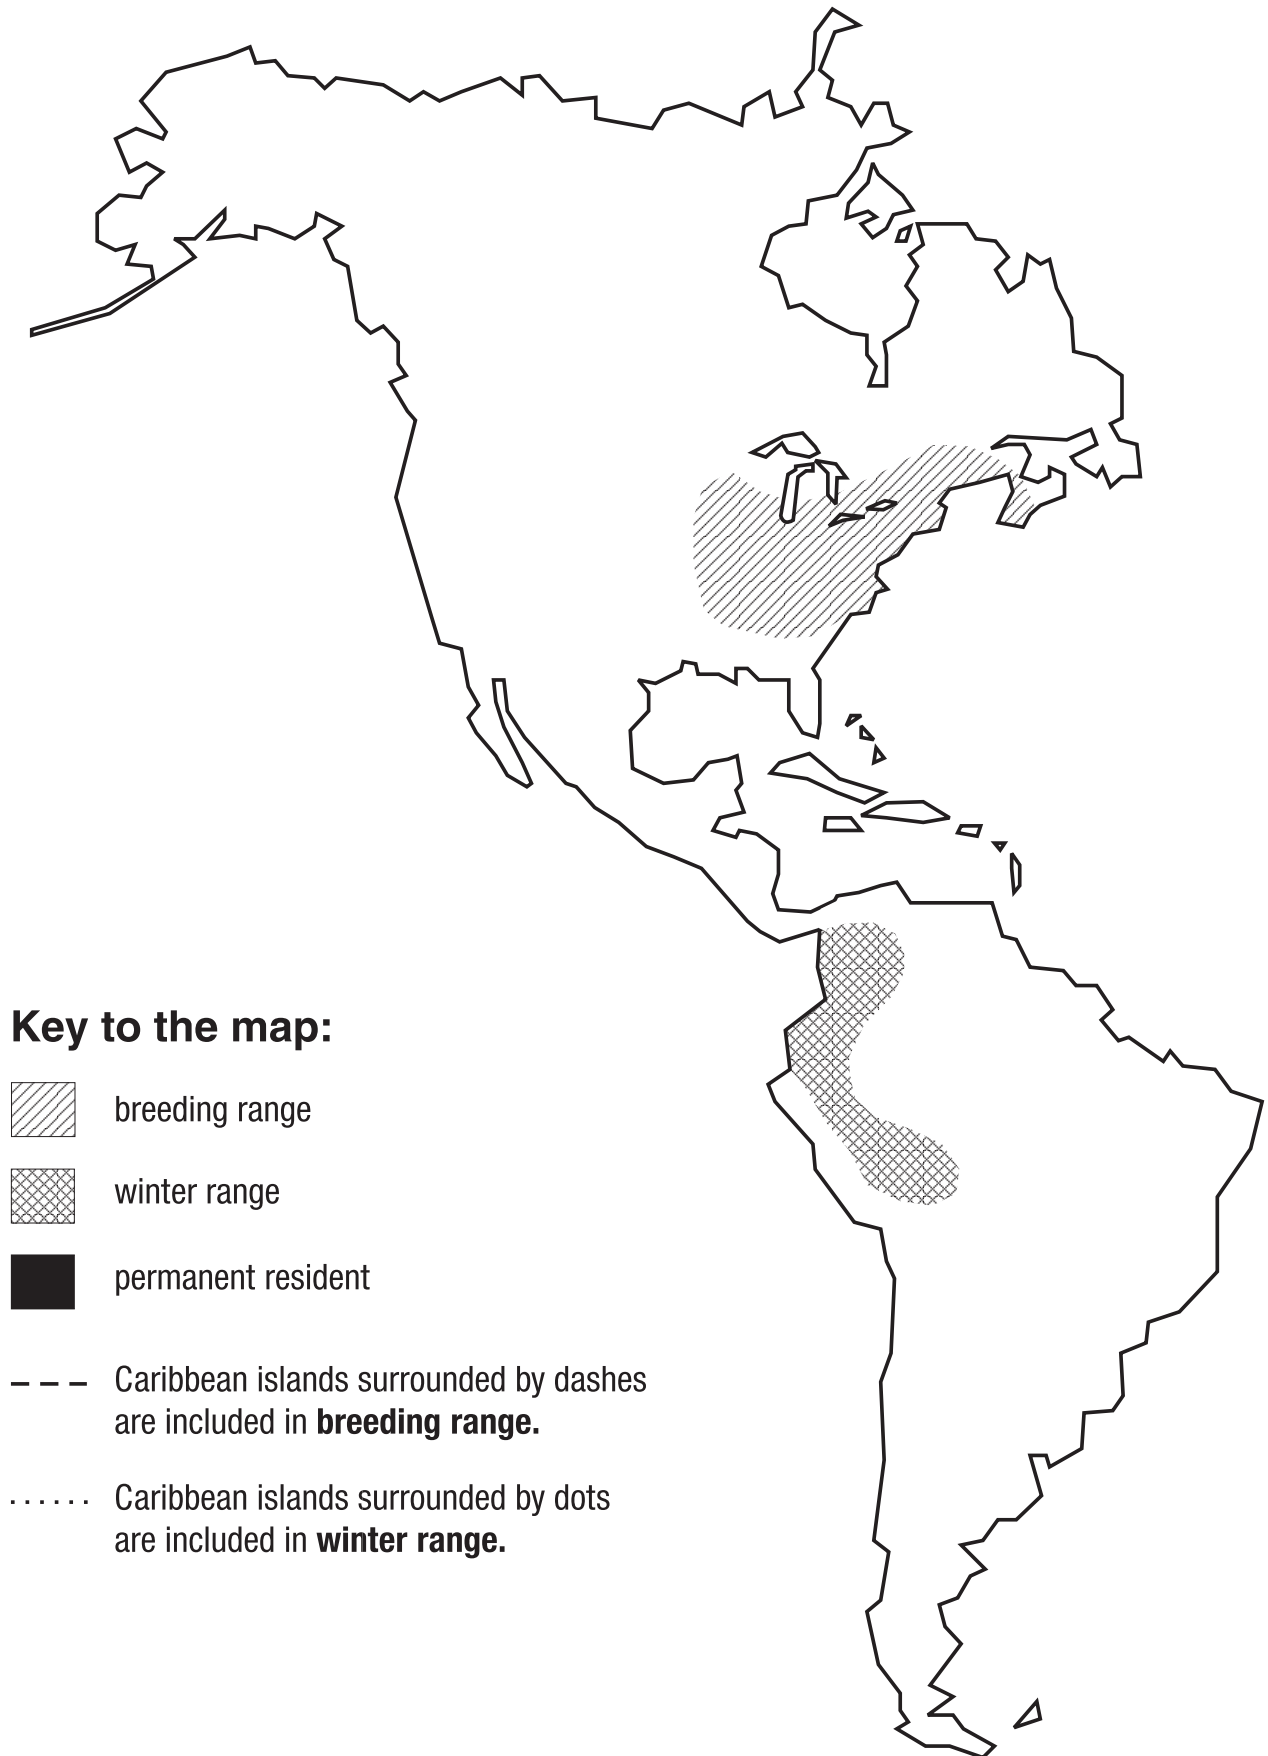 Key to the map:
breeding range
winter range
permanent resident
Caribbean islands surrounded by dashes
are included in breeding range.
Caribbean islands surrounded by dots
are included in winter range.